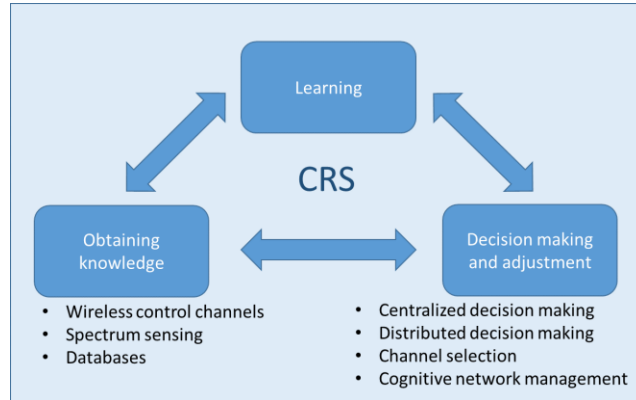 Learning
CRS
Obtaining
knowledge
Decision making
and adjustment
• Wireless control channels
• Spectrum sensing
• Databases
• Centralized decision making
• Distributed decision making
• Channel selection
• Cognitive network management